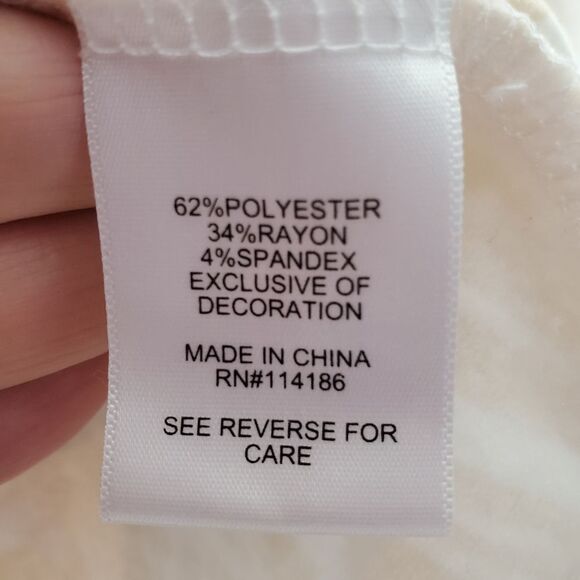 62%POLYESTER
34%RAYON
4%SPANDEX
EXCLUSIVE OF
DECORATION
MADE IN CHINA
RN#114186
SEE REVERSE FOR
CARE